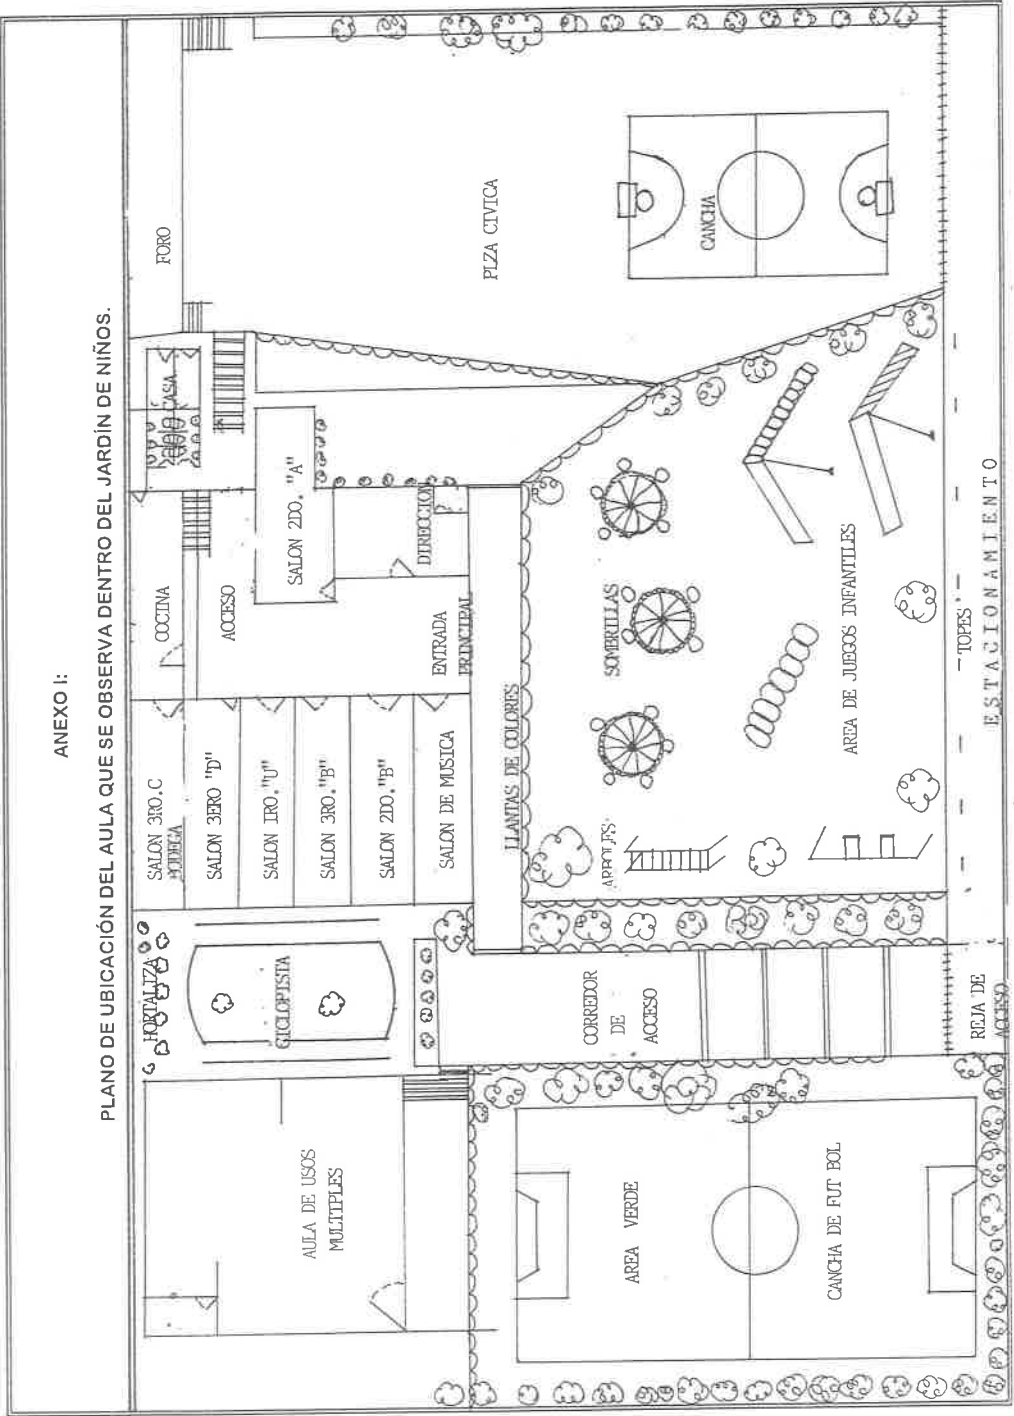 ANEXO I:
PLANO DE UBICACIÓN DEL AULA QUE SE OBSERVA DENTRO DEL JARDÍN DE NIÑOS.
HORTALIZA
SALON 3RO.C
BODEGA
COCINA
CASA
FORO
SALON 3ERO "D"
ACCESO
SALON 1RO."U"
CICLOPISTA
SALON 2DO. "A"
AULA DE USOS
MULTIPLES
SALON 3RO."B"
SALON 2DO."B"
DIRECCION
SALON DE MUSICA
ENTRADA
PRINCIPAL
PLZA CIVICA
LLANTAS DE COLORES
CORREDOR
DE
ACCESO
ARBOLES
SOMBRILLAS
CANCHA
AREA VERDE
CANCHA DE FUT BOL
AREA DE JUEGOS INFANTILES
TOPES
REJA DE
ACCESO
ESTACIONAMIENTO